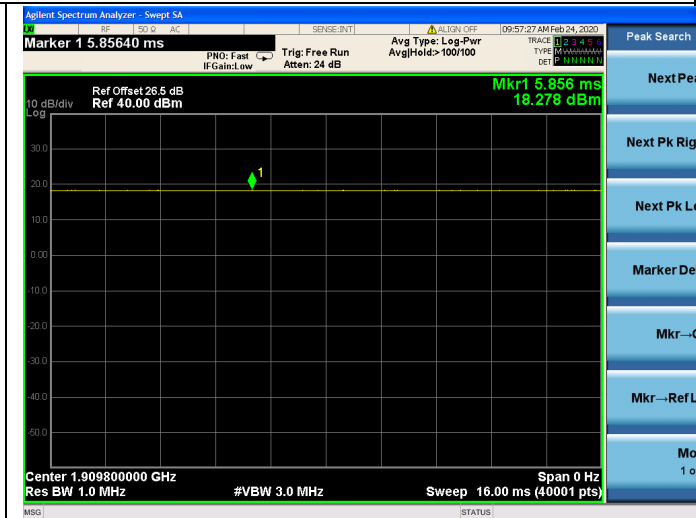 Agilent Spectrum Analyzer - Swept SA
LXI RF 50 Ω AC SENSE:INT ALIGN OFF 09:57:27 AM Feb 24, 2020
Marker 1 5.85640 ms
PNO: Fast
IFGain:Low
Trig: Free Run
Atten: 24 dB
Avg Type: Log-Pwr
Avg|Hold:>100/100
TRACE 1 2 3 4 5 6
TYPE M
DET P N N N N N
Peak Search
Mkr1 5.856 ms
18.278 dBm
Ref Offset 26.5 dB
Ref 40.00 dBm
10 dB/div
Log
1
30.0
20.0
10.0
0.00
-10.0
-20.0
-30.0
-40.0
-50.0
Next Pea
Next Pk Rig
Next Pk L
Marker De
Mkr→
Mkr→Ref L
Mo
1 o
Center 1.909800000 GHz Span 0 Hz
Res BW 1.0 MHz #VBW 3.0 MHz Sweep 16.00 ms (40001 pts)
MSG STATUS